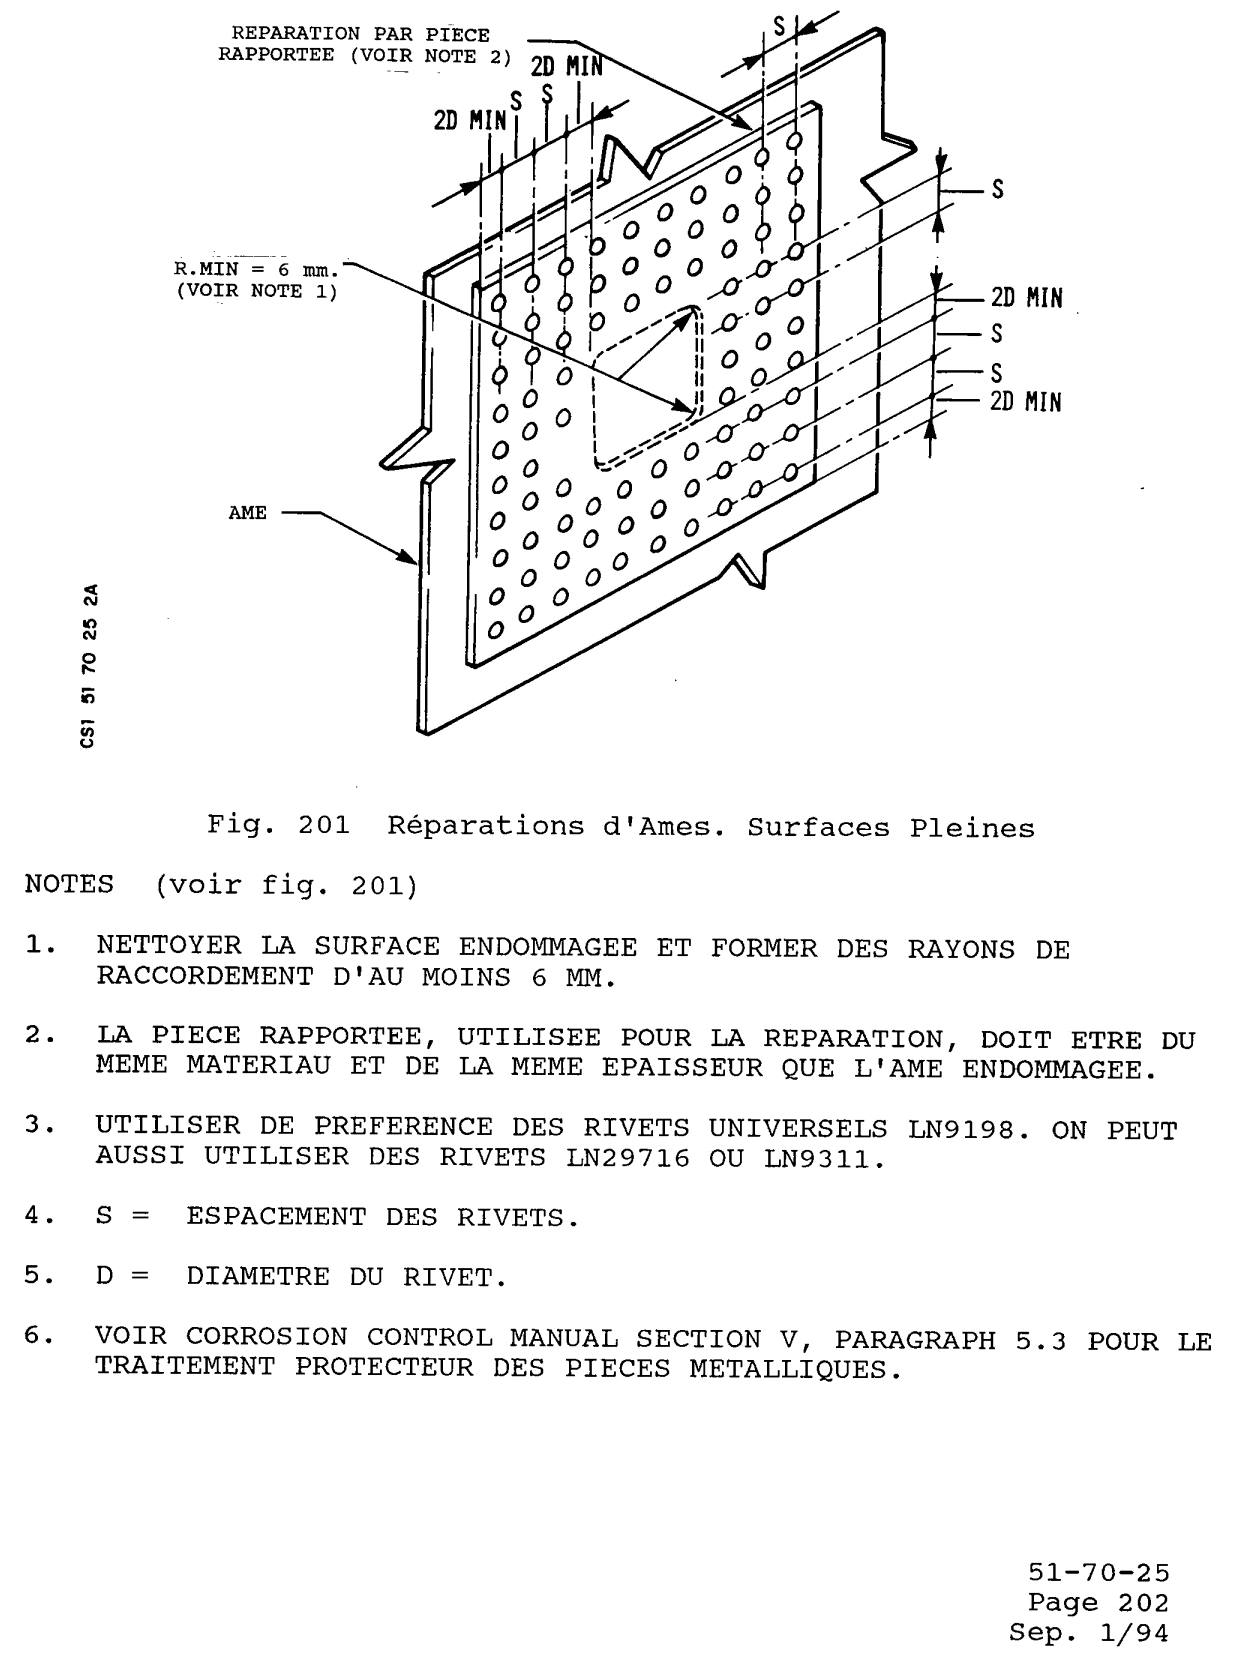 REPARATION PAR PIECE
RAPPORTEE (VOIR NOTE 2)
S
2D MIN
S
S
2D MIN
S
R.MIN = 6 mm.
(VOIR NOTE 1)
2D MIN
S
S
2D MIN
AME
CS1 51 70 25 2A
Fig. 201 Réparations d'Ames. Surfaces Pleines
NOTES (voir fig. 201)
1. NETTOYER LA SURFACE ENDOMMAGEE ET FORMER DES RAYONS DE
RACCORDEMENT D'AU MOINS 6 MM.
2. LA PIECE RAPPORTEE, UTILISEE POUR LA REPARATION, DOIT ETRE DU
MEME MATERIAU ET DE LA MEME EPAISSEUR QUE L'AME ENDOMMAGEE.
3. UTILISER DE PREFERENCE DES RIVETS UNIVERSELS LN9198. ON PEUT
AUSSI UTILISER DES RIVETS LN29716 OU LN9311.
4. S = ESPACEMENT DES RIVETS.
5. D = DIAMETRE DU RIVET.
6. VOIR CORROSION CONTROL MANUAL SECTION V, PARAGRAPH 5.3 POUR LE
TRAITEMENT PROTECTEUR DES PIECES METALLIQUES.
51-70-25
Page 202
Sep. 1/94